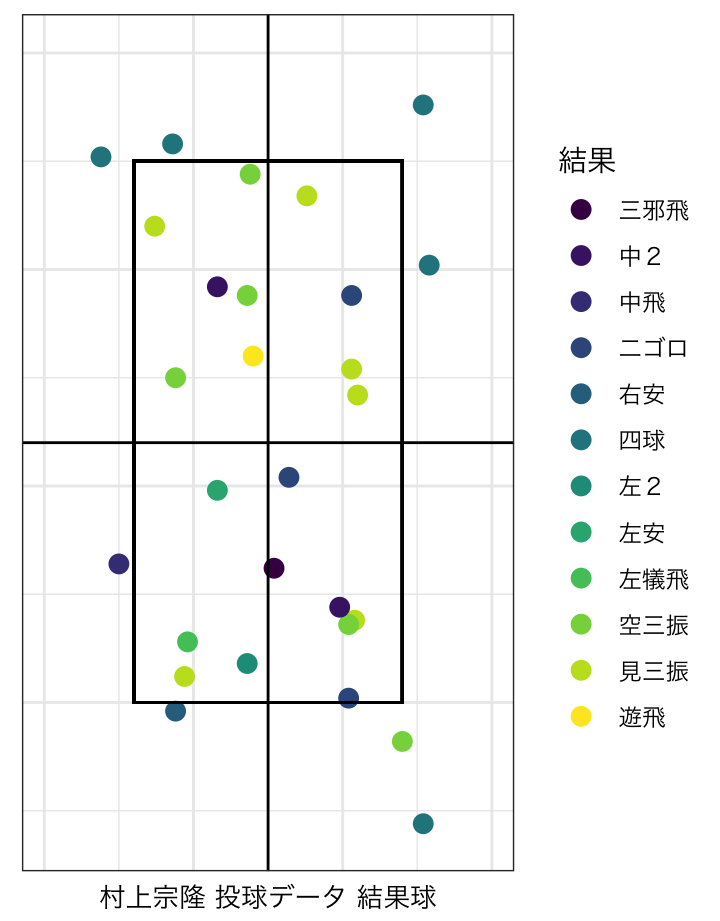 結果
三邪飛
中２
中飛
二ゴロ
右安
四球
左２
左安
左犠飛
空三振
見三振
遊飛
村上宗隆 投球データ 結果球